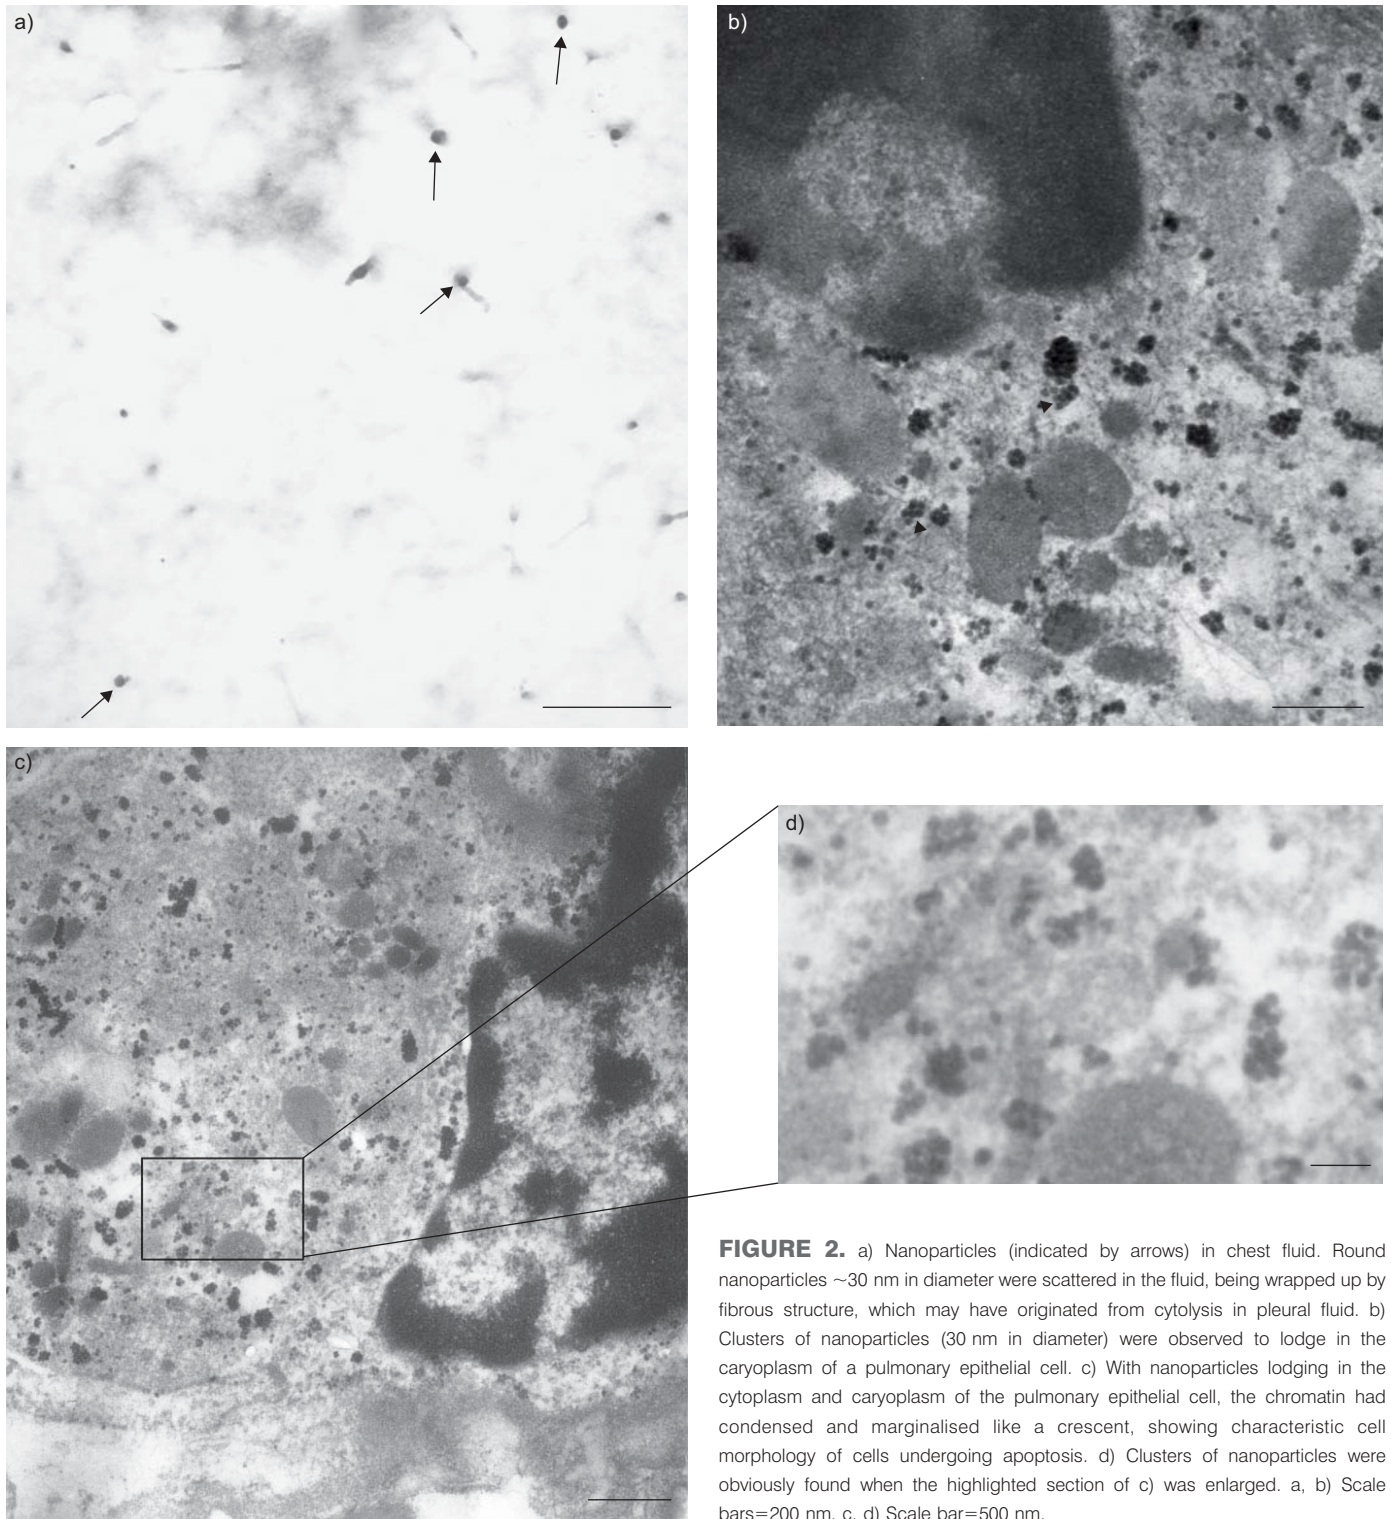 a)
b)
c)
d)
FIGURE 2. a) Nanoparticles (indicated by arrows) in chest fluid. Round
nanoparticles ~30 nm in diameter were scattered in the fluid, being wrapped up by
fibrous structure, which may have originated from cytolysis in pleural fluid. b)
Clusters of nanoparticles (30 nm in diameter) were observed to lodge in the
caryoplasm of a pulmonary epithelial cell. c) With nanoparticles lodging in the
cytoplasm and caryoplasm of the pulmonary epithelial cell, the chromatin had
condensed and marginalised like a crescent, showing characteristic cell
morphology of cells undergoing apoptosis. d) Clusters of nanoparticles were
obviously found when the highlighted section of c) was enlarged. a, b) Scale
bars=200 nm. c, d) Scale bar=500 nm.